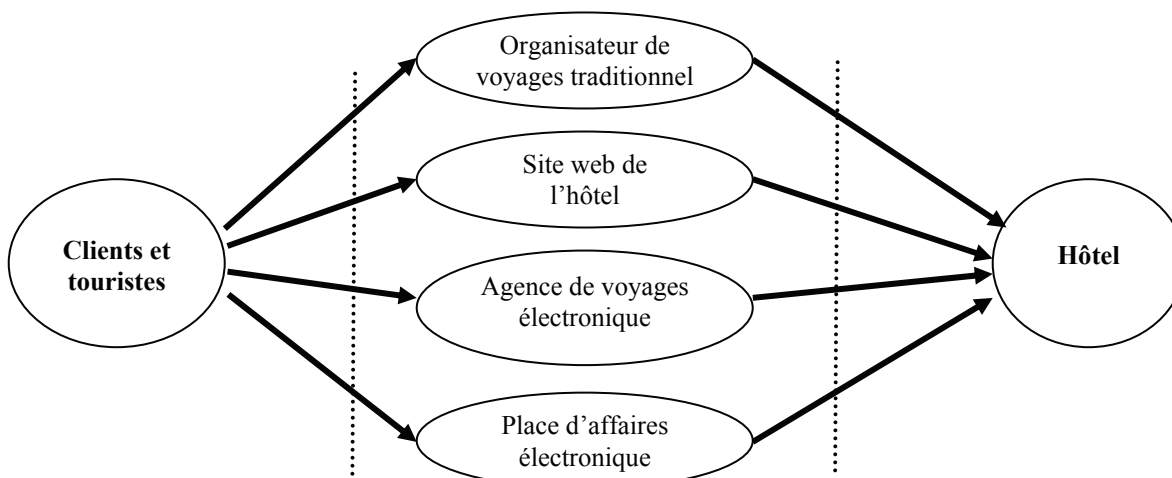 Organisateur de
voyages traditionnel
Site web de
l’hôtel
Clients et
touristes
Hôtel
Agence de voyages
électronique
Place d’affaires
électronique